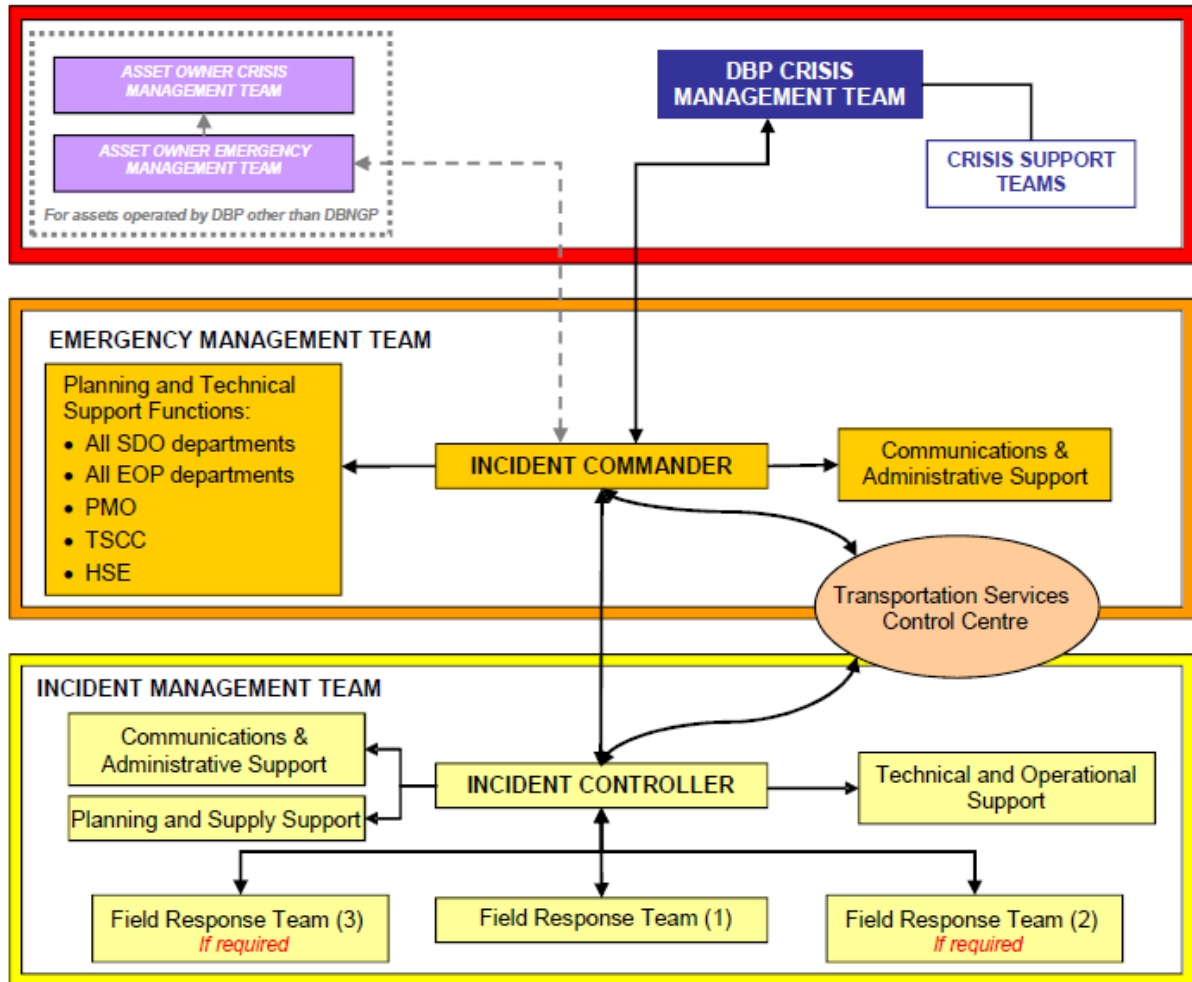 ASSET OWNER CRISIS
MANAGEMENT TEAM
ASSET OWNER EMERGENCY
MANAGEMENT TEAM
For assets operated by DBP other than DBNGP
DBP CRISIS
MANAGEMENT TEAM
CRISIS SUPPORT
TEAMS
EMERGENCY MANAGEMENT TEAM
Planning and Technical
Support Functions:
• All SDO departments
• All EOP departments
• PMO
• TSCC
• HSE
INCIDENT COMMANDER
Communications &
Administrative Support
Transportation Services
Control Centre
INCIDENT MANAGEMENT TEAM
Communications &
Administrative Support
Planning and Supply Support
INCIDENT CONTROLLER
Technical and Operational
Support
Field Response Team (3)
If required
Field Response Team (1)
Field Response Team (2)
If required